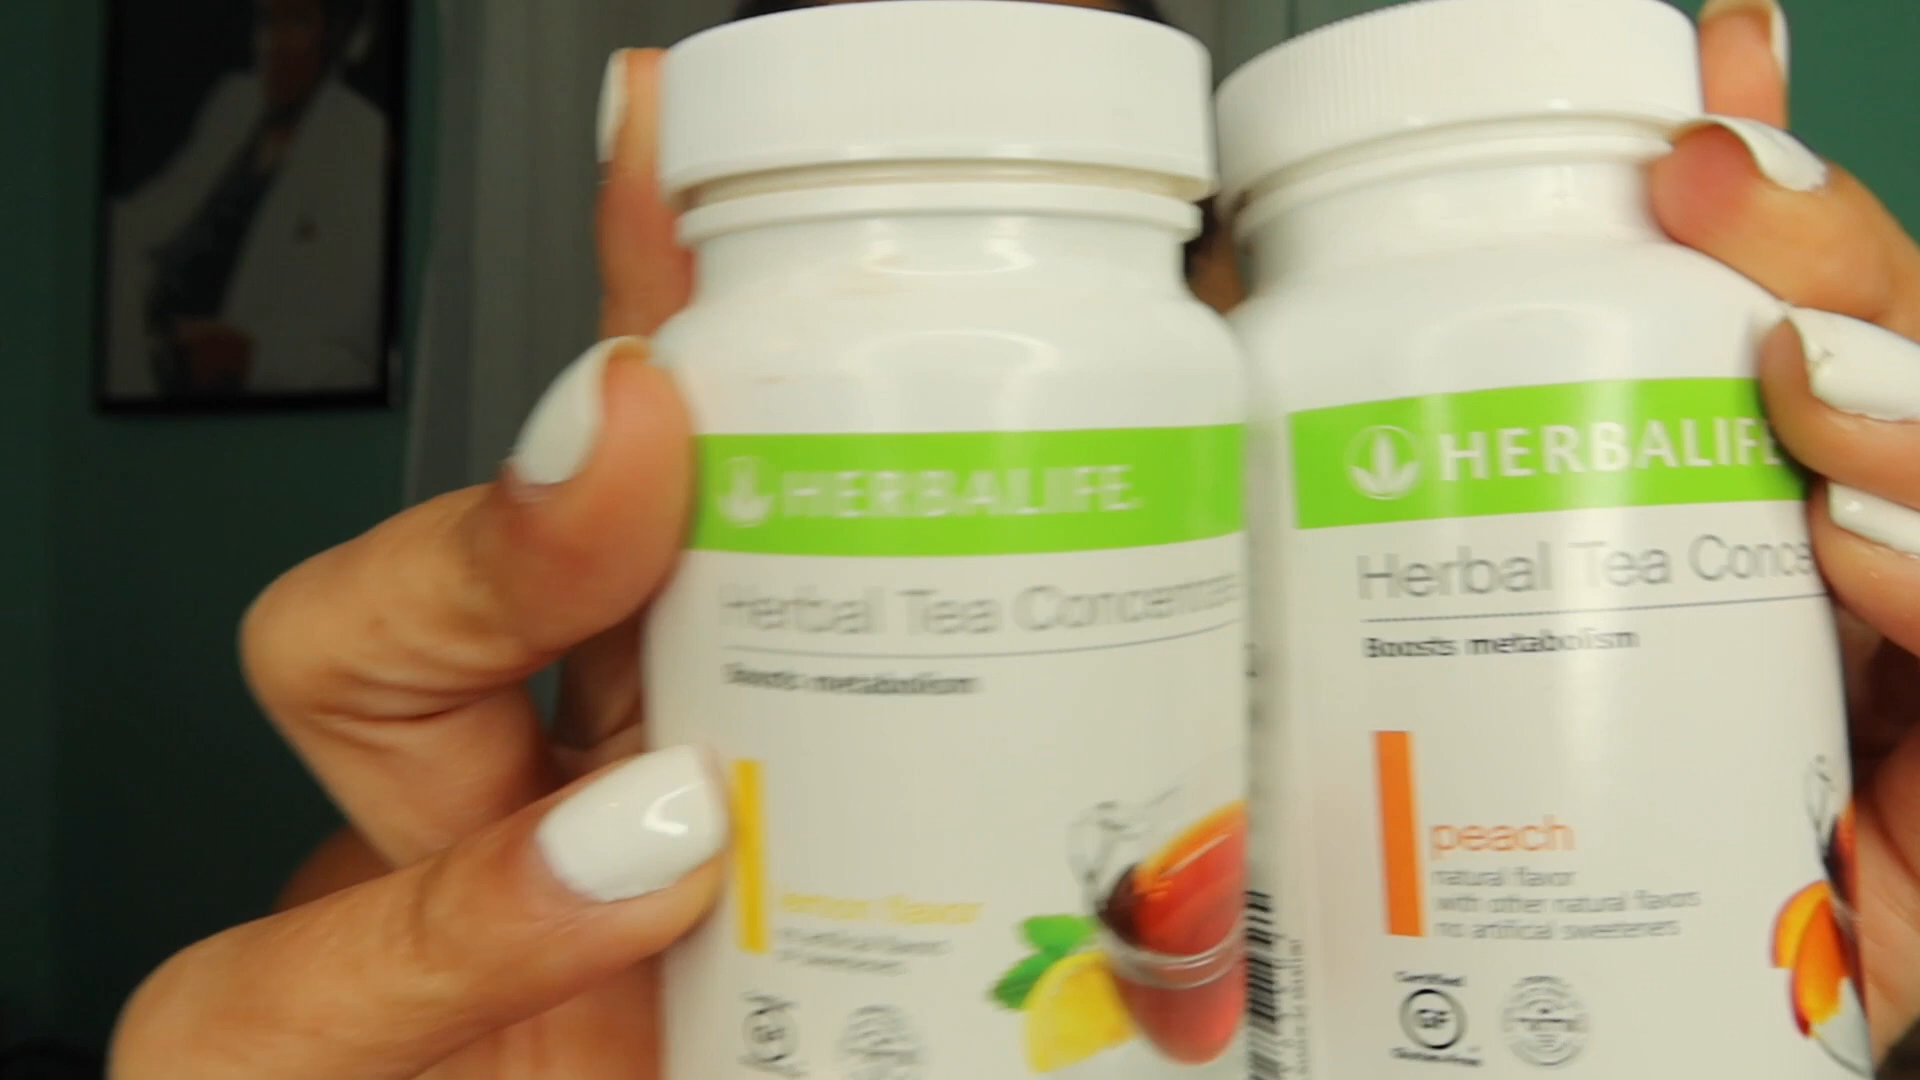 HERBALIFE
Herbal Tea Concentrate
Boosts metabolism
lemon flavor
HERBALIFE
Herbal Tea Conce
Boosts metabolism
peach
natural flavor
with other natural flavors
no artificial sweeteners
GF